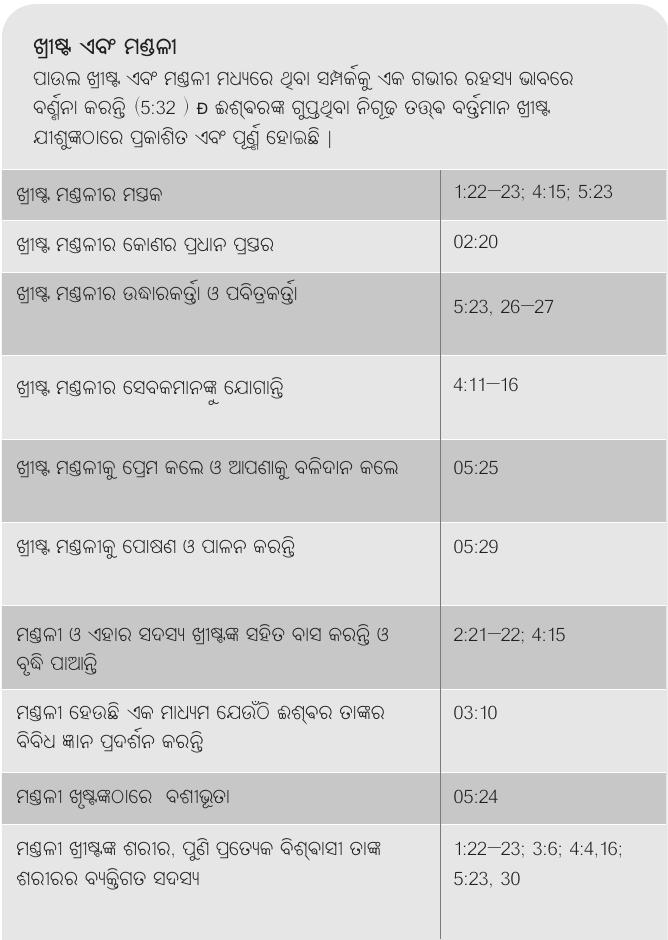 ଖ୍ରୀଷ୍ଟ ଏବଂ ମଣ୍ଡଳୀ
ପାଉଲ ଖ୍ରୀଷ୍ଟ ଏବଂ ମଣ୍ଡଳୀ ମଧ୍ୟରେ ଥିବା ସମ୍ପର୍କକୁ ଏକ ଗଭୀର ରହସ୍ୟ ଭାବରେ
ବର୍ଣ୍ଣନା କରନ୍ତି (5:32 ) Ð ଈଶ୍ଵରଙ୍କ ଗୁପ୍ତଥିବା ନିଗୂଢ଼ ତତ୍ତ୍ଵ ବର୍ତ୍ତମାନ ଖ୍ରୀଷ୍ଟ
ଯୀଶୁଙ୍କଠାରେ ପ୍ରକାଶିତ ଏବଂ ପୂର୍ଣ୍ଣ ହୋଇଛି |
ଖ୍ରୀଷ୍ଟ ମଣ୍ଡଳୀର ମସ୍ତକ 1:22—23; 4:15; 5:23
ଖ୍ରୀଷ୍ଟ ମଣ୍ଡଳୀର କୋଣର ପ୍ରଧାନ ପ୍ରସ୍ତର 02:20
ଖ୍ରୀଷ୍ଟ ମଣ୍ଡଳୀର ଉଦ୍ଧାରକର୍ତ୍ତା ଓ ପବିତ୍ରକର୍ତ୍ତା 5:23, 26—27
ଖ୍ରୀଷ୍ଟ ମଣ୍ଡଳୀର ସେବକମାନଙ୍କୁ ଯୋଗାନ୍ତି 4:11—16
ଖ୍ରୀଷ୍ଟ ମଣ୍ଡଳୀକୁ ପ୍ରେମ କଲେ ଓ ଆପଣାକୁ ବଳିଦାନ କଲେ 05:25
ଖ୍ରୀଷ୍ଟ ମଣ୍ଡଳୀକୁ ପୋଷଣ ଓ ପାଳନ କରନ୍ତି 05:29
ମଣ୍ଡଳୀ ଓ ଏହାର ସଦସ୍ୟ ଖ୍ରୀଷ୍ଟଙ୍କ ସହିତ ବାସ କରନ୍ତି ଓ 2:21—22; 4:15
ବୃଦ୍ଧି ପାଆନ୍ତି
ମଣ୍ଡଳୀ ହେଉଛି ଏକ ମାଧ୍ୟମ ଯେଉଁଠି ଈଶ୍ଵର ତାଙ୍କର 03:10
ବିବିଧ ଜ୍ଞାନ ପ୍ରଦର୍ଶନ କରନ୍ତି
ମଣ୍ଡଳୀ ଖୃଷ୍ଟଙ୍କଠାରେ ବଶୀଭୂତା 05:24
ମଣ୍ଡଳୀ ଖ୍ରୀଷ୍ଟଙ୍କ ଶରୀର, ପୁଣି ପ୍ରତ୍ୟେକ ବିଶ୍ଵାସୀ ତାଙ୍କ 1:22—23; 3:6; 4:4,16;
ଶରୀରର ବ୍ୟକ୍ତିଗତ ସଦସ୍ୟ 5:23, 30